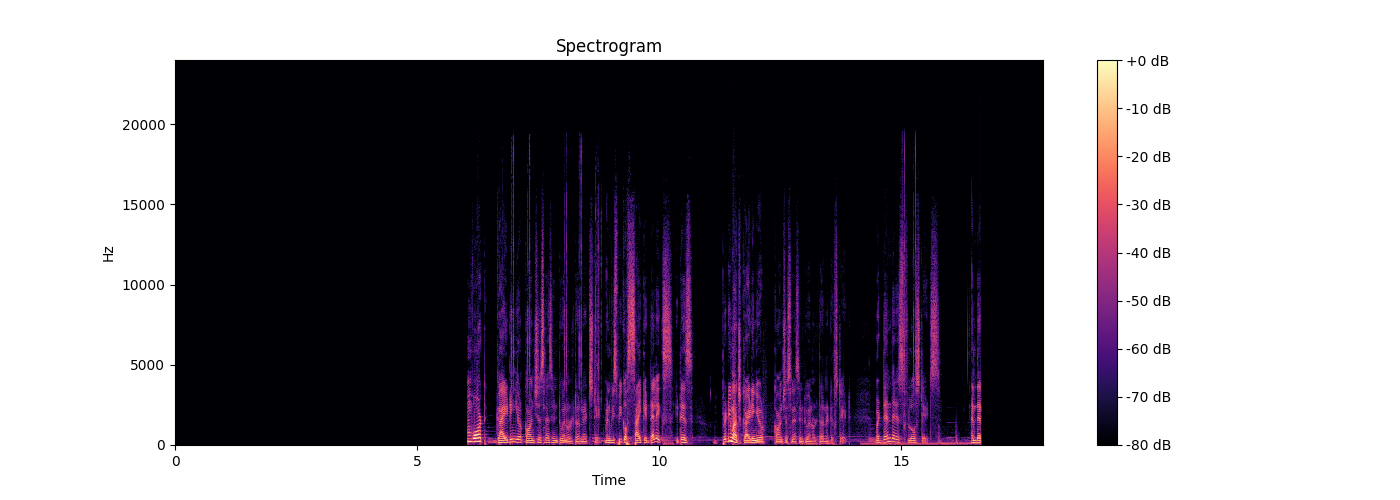 Spectrogram
+0 dB
20000
-10 dB
-20 dB
15000
-30 dB
Hz
-40 dB
10000
-50 dB
-60 dB
5000
-70 dB
0
-80 dB
0 5 10 15
Time